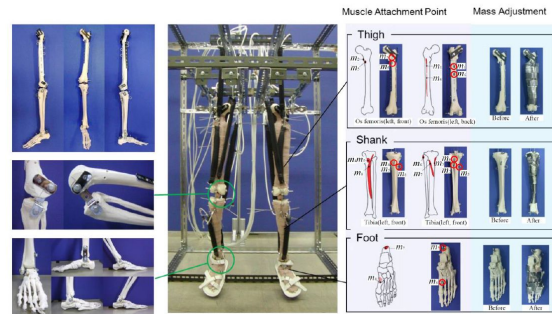 Muscle Attachment Point
Mass Adjustment
Thigh
Os femoris(left, front)
Os femoris(left, back)
Before
After
Shank
Tibia(left, front)
Tibia(left, front)
Before
After
Foot
Before
After